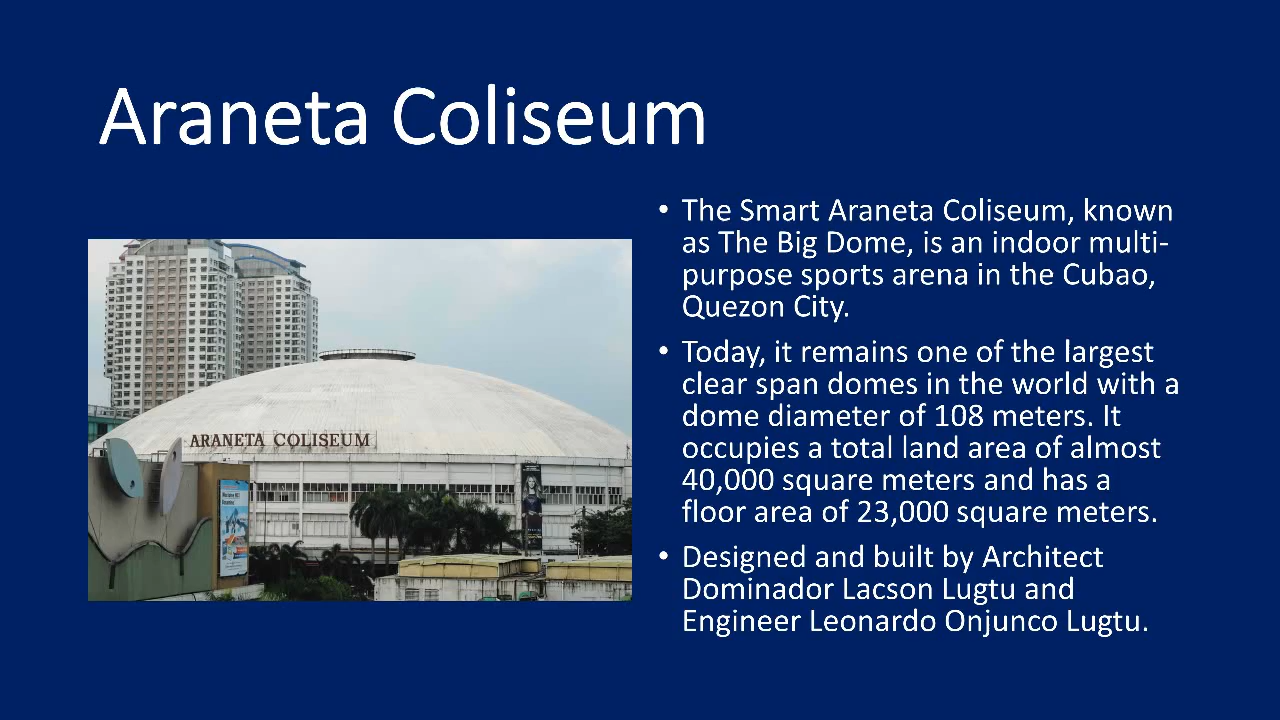 Araneta Coliseum
• The Smart Araneta Coliseum, known
as The Big Dome, is an indoor multi-
purpose sports arena in the Cubao,
Quezon City.
• Today, it remains one of the largest
clear span domes in the world with a
dome diameter of 108 meters. It
occupies a total land area of almost
40,000 square meters and has a
floor area of 23,000 square meters.
• Designed and built by Architect
Dominador Lacson Lugtu and
Engineer Leonardo Onjunco Lugtu.
ARANETA COLISEUM